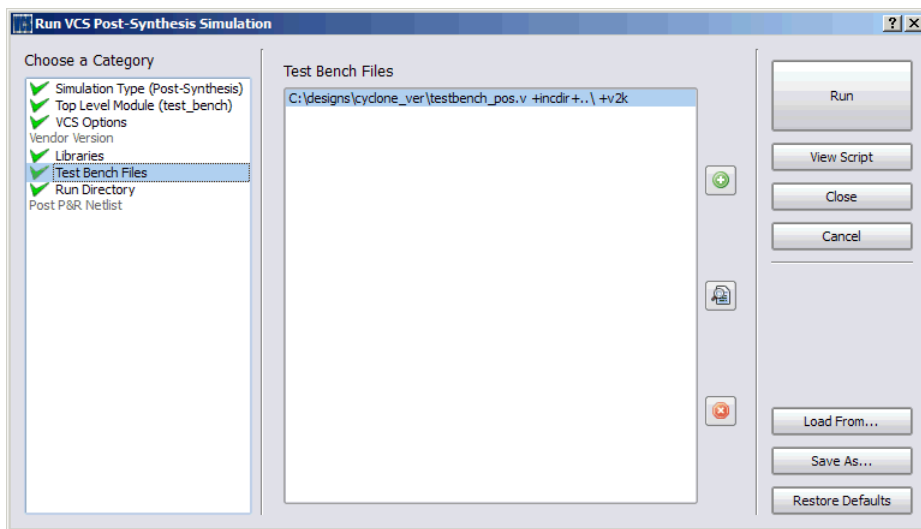 Run VCS Post-Synthesis Simulation
Choose a Category
Simulation Type (Post-Synthesis)
Top Level Module (test_bench)
VCS Options
Vendor Version
Libraries
Test Bench Files
Run Directory
Post P&R Netlist
Test Bench Files
C:\designs\cyclone_ver\testbench_pos.v +incdir+..\ +v2k
Run
View Script
Close
Cancel
Load From...
Save As...
Restore Defaults